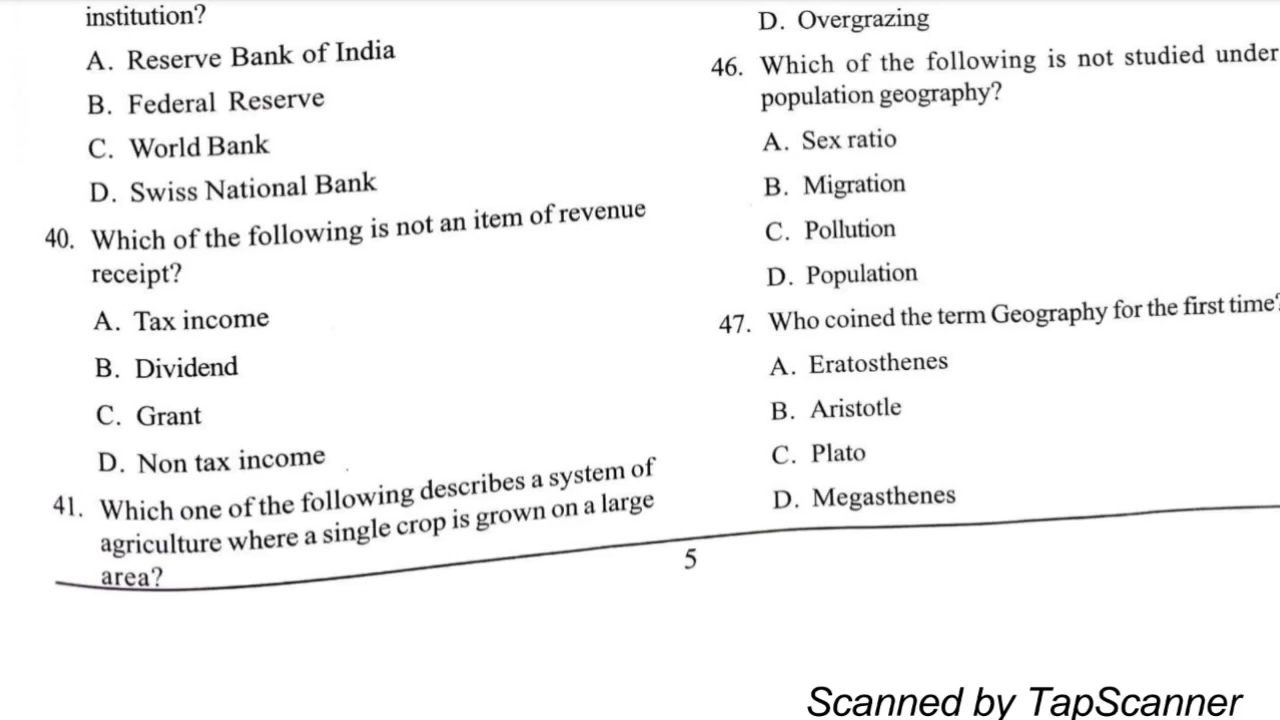 institution?
A. Reserve Bank of India
B. Federal Reserve
C. World Bank
D. Swiss National Bank
40. Which of the following is not an item of revenue
receipt?
A. Tax income
B. Dividend
C. Grant
D. Non tax income
41. Which one of the following describes a system of
agriculture where a single crop is grown on a large
area?
D. Overgrazing
46. Which of the following is not studied under
population geography?
A. Sex ratio
B. Migration
C. Pollution
D. Population
47. Who coined the term Geography for the first time?
A. Eratosthenes
B. Aristotle
C. Plato
D. Megasthenes
5
Scanned by TapScanner